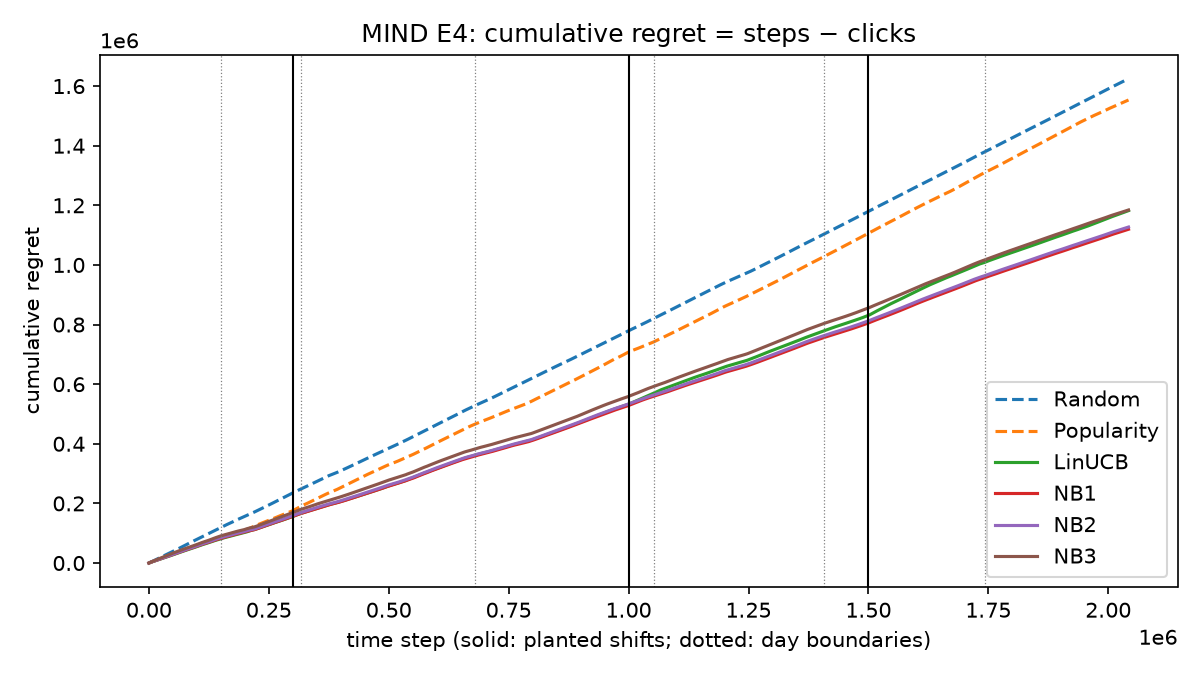 MIND E4: cumulative regret = steps − clicks
1e6
1.6
1.4
1.2
1.0
0.8
0.6
0.4
0.2
0.0
cumulative regret
Random
Popularity
LinUCB
NB1
NB2
NB3
0.00 0.25 0.50 0.75 1.00 1.25 1.50 1.75 2.00
time step (solid: planted shifts; dotted: day boundaries)
1e6